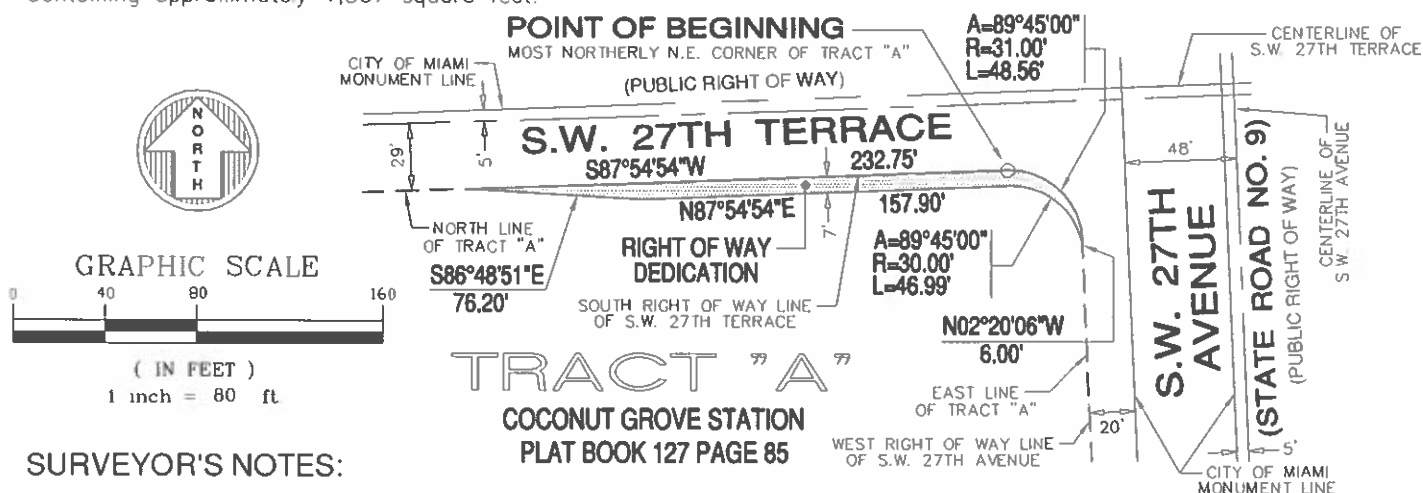 Containing approximately
square feet.
POINT OF BEGINNING
MOST NORTHERLY N.E. CORNER OF TRACT "A"
(PUBLIC RIGHT OF WAY)
CITY OF MIAMI
MONUMENT LINE
A=89°45'00"
R=31.00'
L=48.56'
CENTERLINE OF
S.W. 27TH TERRACE
NORTH
29'
5'
S.W. 27TH TERRACE
S87°54'54"W
232.75'
48'
N87°54'54"E
157.90'
7'
NORTH LINE
OF TRACT "A"
S86°48'51"E
76.20'
RIGHT OF WAY
DEDICATION
SOUTH RIGHT OF WAY LINE
OF S.W. 27TH TERRACE
A=89°45'00"
R=30.00'
L=46.99'
N02°20'06"W
6.00'
S.W. 27TH
AVENUE
(STATE ROAD NO. 9)
(PUBLIC RIGHT OF WAY)
CENTERLINE OF
S.W. 27TH AVENUE
GRAPHIC SCALE
0 40 80 160
( IN FEET )
1 inch = 80 ft
TRACT "A"
COCONUT GROVE STATION
PLAT BOOK 127 PAGE 85
EAST LINE
OF TRACT "A"
20'
WEST RIGHT OF WAY LINE
OF S.W. 27TH AVENUE
5'
CITY OF MIAMI
MONUMENT LINE
SURVEYOR'S NOTES: